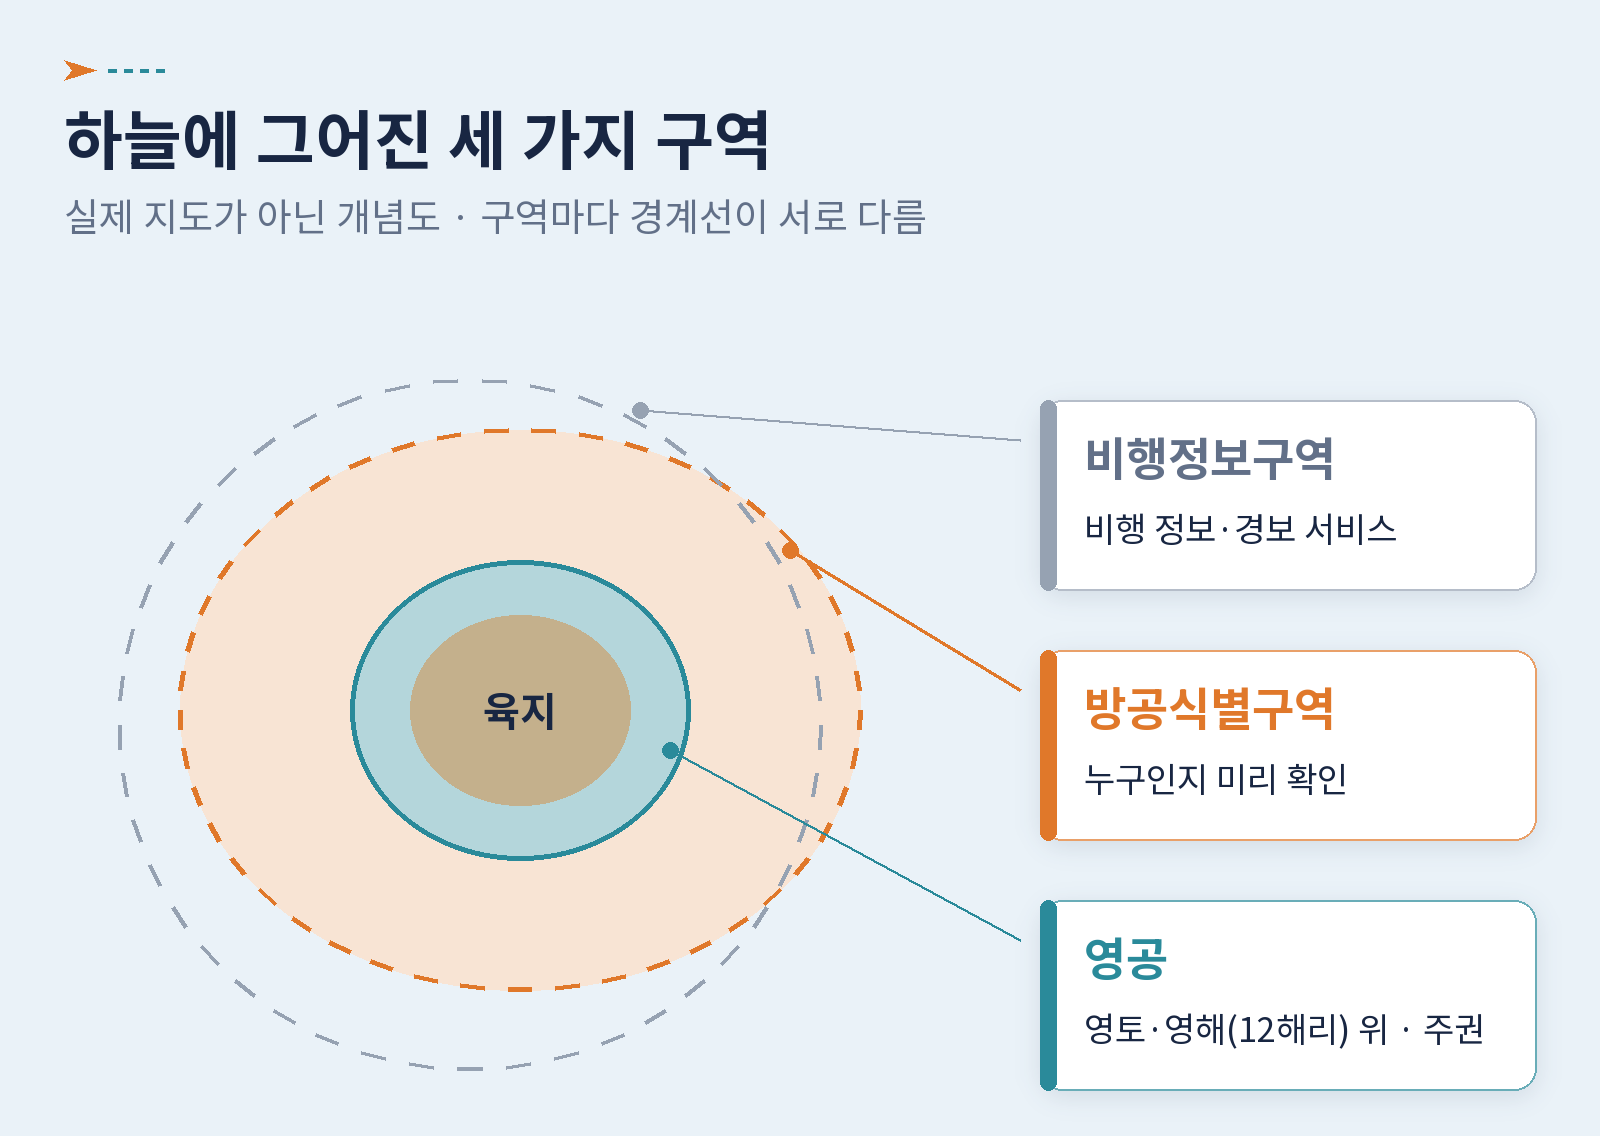 하늘에 그어진 세 가지 구역
실제 지도가 아닌 개념도 · 구역마다 경계선이 서로 다름
육지
비행정보구역
비행 정보·경보 서비스
방공식별구역
누구인지 미리 확인
영공
영토·영해(12해리) 위 · 주권